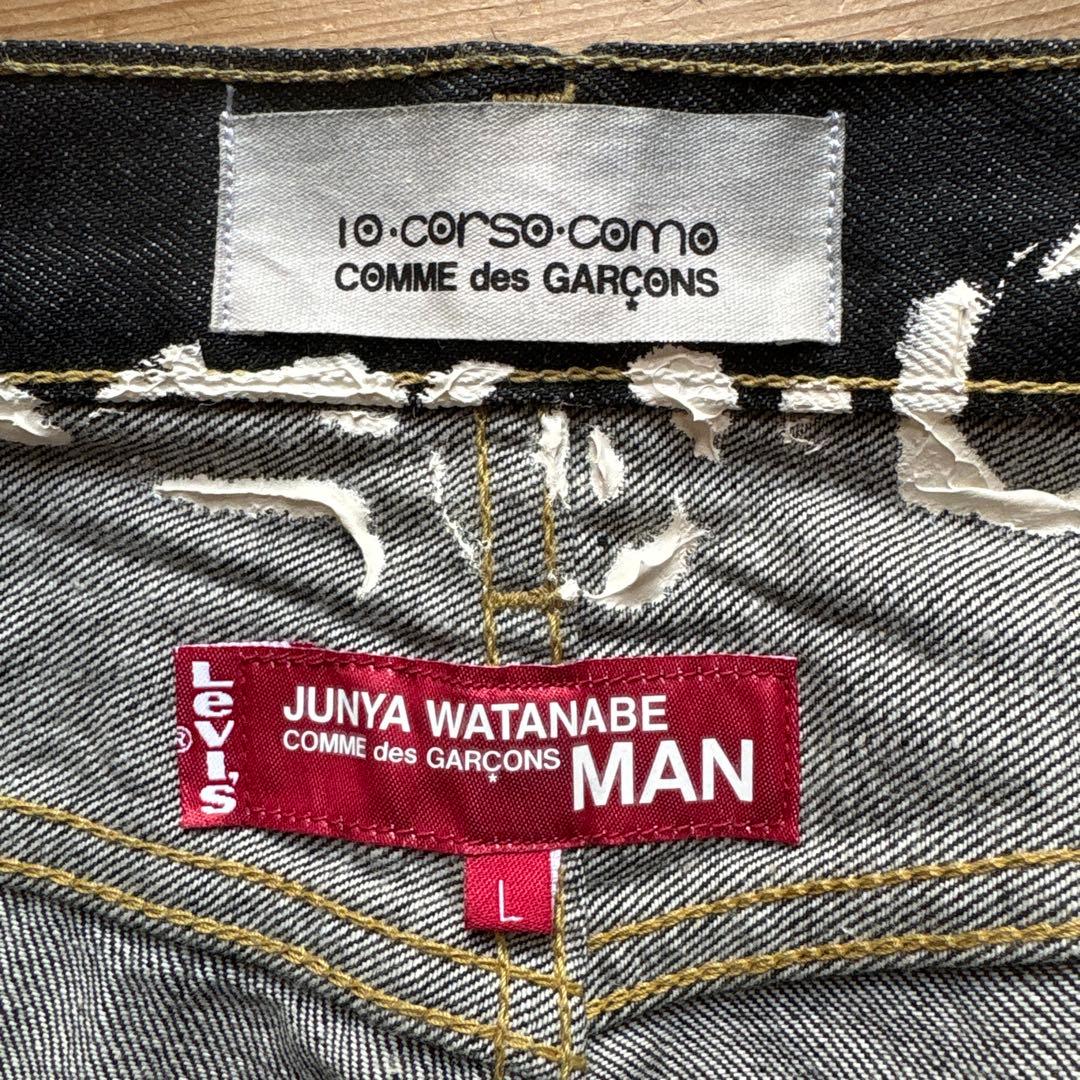 10·corso·como
COMME des GARÇONS
*
Levi's
®
JUNYA WATANABE
COMME des GARÇONS
*
MAN
L